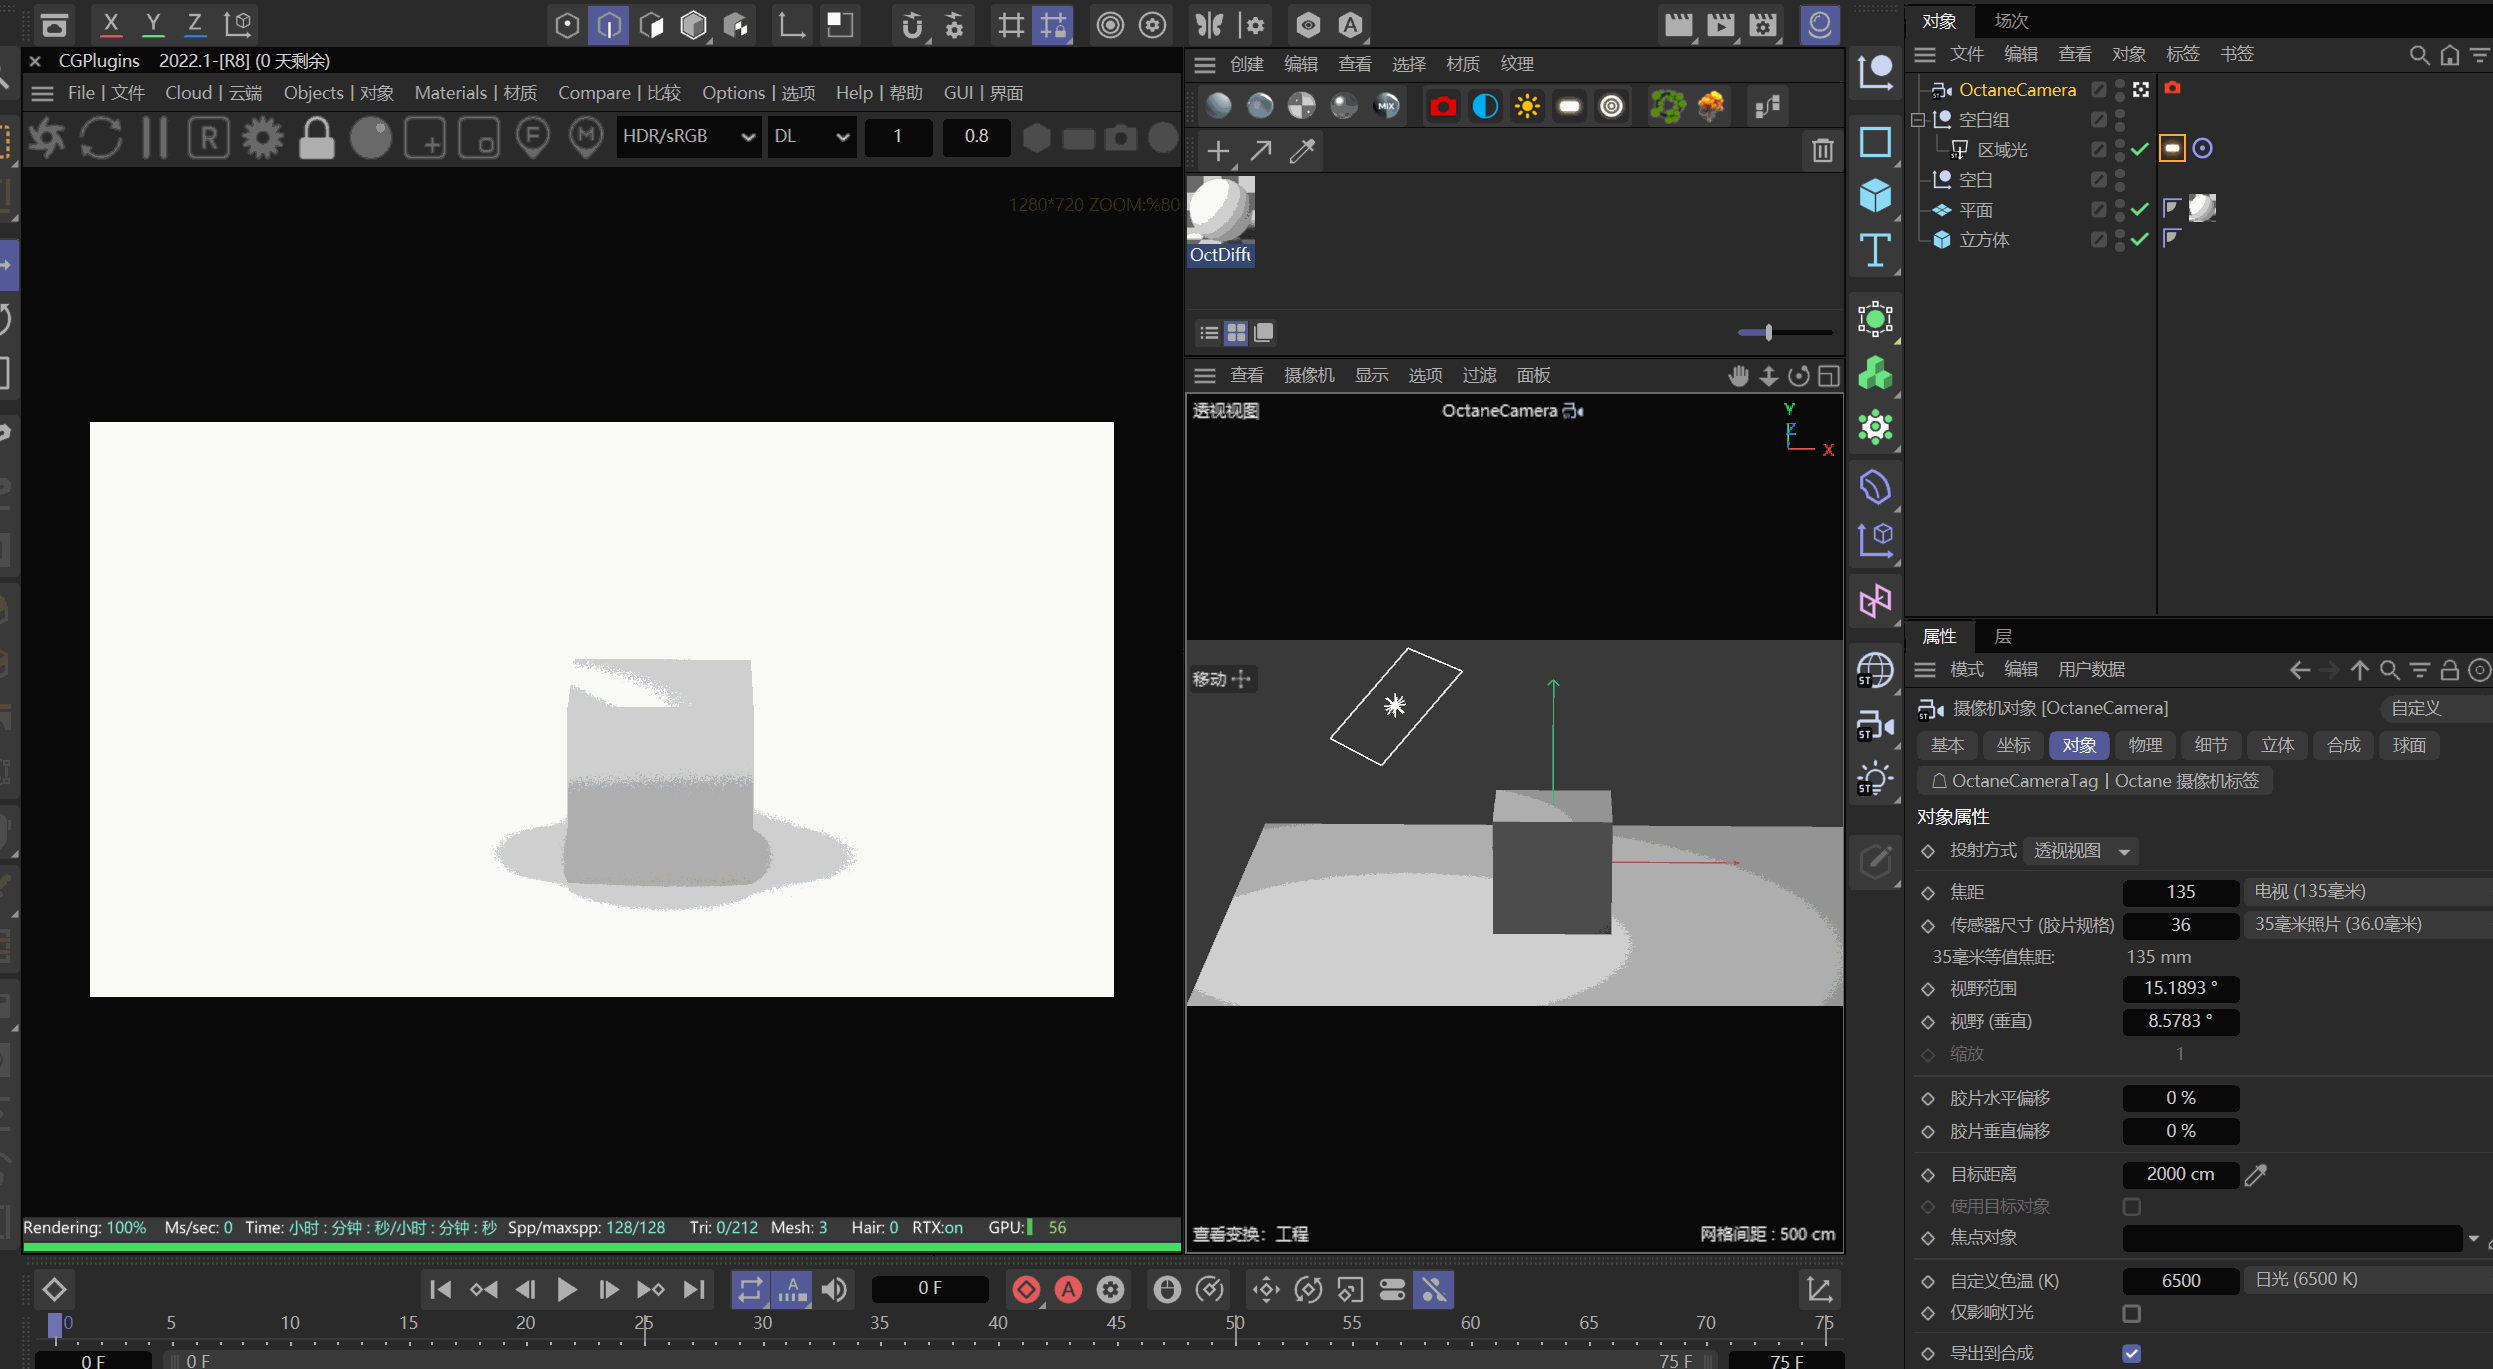 X Y Z
对象 场次
CGPlugins 2022.1-[R8] (0 天剩余)
文件 编辑 查看 对象 标签 书签
创建 编辑 查看 选择 材质 纹理
File | 文件 Cloud | 云端 Objects | 对象 Materials | 材质 Compare | 比较 Options | 选项 Help | 帮助 GUI | 界面
R F M HDR/sRGB DL 1 0.8
MIX
OctaneCamera
空白组
区域光
空白
平面
立方体
1280*720 ZOOM:%80
OctDiffu
查看 摄像机 显示 选项 过滤 面板
透视视图 OctaneCamera
Y
Z
X
移动
查看变换: 工程
网格间距 : 500 cm
属性 层
模式 编辑 用户数据
摄像机对象 [OctaneCamera] 自定义
基本 坐标 对象 物理 细节 立体 合成 球面
OctaneCameraTag | Octane 摄像机标签
对象属性
投射方式 透视视图
焦距 135 电视 (135毫米)
传感器尺寸 (胶片规格) 36 35毫米照片 (36.0毫米)
35毫米等值焦距: 135 mm
视野范围 15.1893 °
视野 (垂直) 8.5783 °
缩放 1
胶片水平偏移 0 %
胶片垂直偏移 0 %
目标距离 2000 cm
使用目标对象
焦点对象
自定义色温 (K) 6500 日光 (6500 K)
仅影响灯光
导出到合成
Rendering: 100% Ms/sec: 0 Time: 小时 : 分钟 : 秒/小时 : 分钟 : 秒 Spp/maxspp: 128/128 Tri: 0/212 Mesh: 3 Hair: 0 RTX:on GPU: 56
0 F
0 5 10 15 20 25 30 35 40 45 50 55 60 65 70 75
0 F 0 F 75 F 75 F